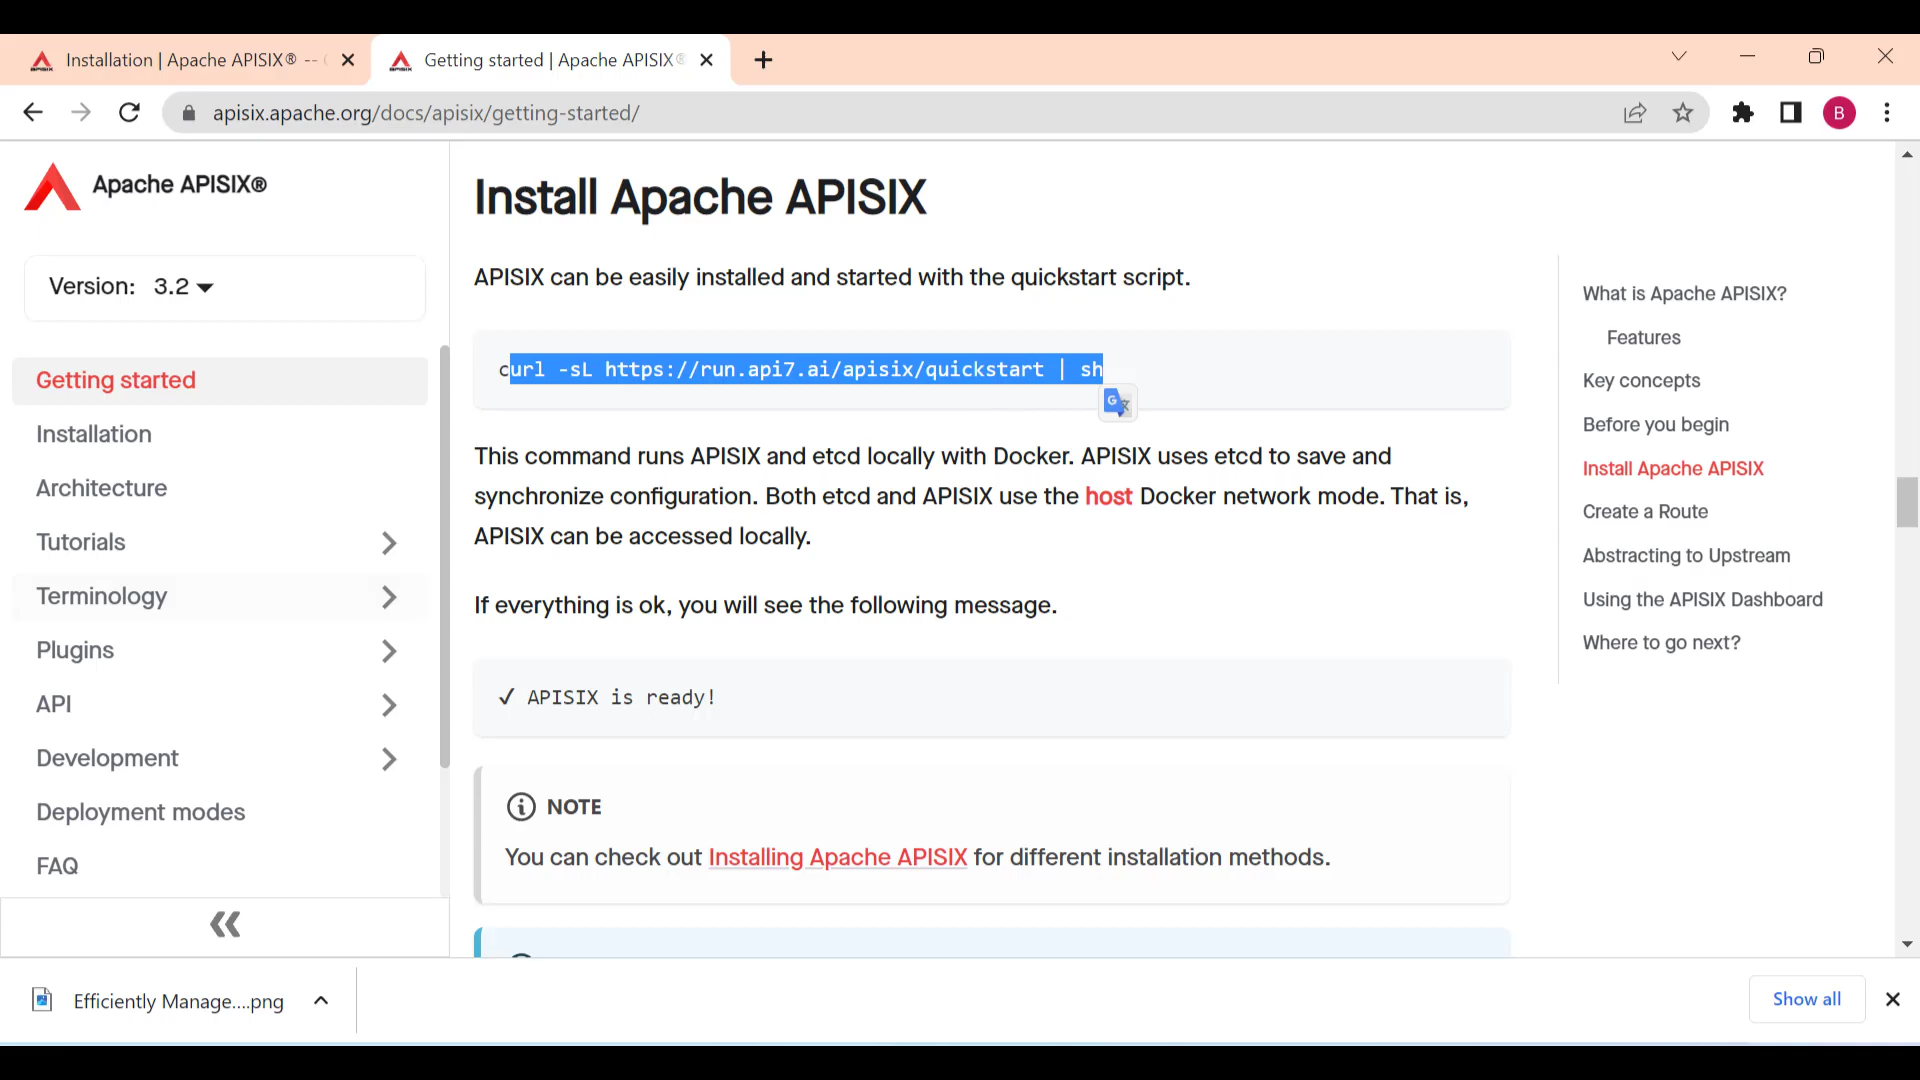 Installation | Apache APISIX® --
Getting started | Apache APISIX®
apisix.apache.org/docs/apisix/getting-started/
B
Apache APISIX®
Version: 3.2
Getting started
Installation
Architecture
Tutorials
Terminology
Plugins
API
Development
Deployment modes
FAQ
Install Apache APISIX
APISIX can be easily installed and started with the quickstart script.
curl -sL https://run.api7.ai/apisix/quickstart | sh
This command runs APISIX and etcd locally with Docker. APISIX uses etcd to save and
synchronize configuration. Both etcd and APISIX use the host Docker network mode. That is,
APISIX can be accessed locally.
If everything is ok, you will see the following message.
✓ APISIX is ready!
NOTE
You can check out Installing Apache APISIX for different installation methods.
What is Apache APISIX?
Features
Key concepts
Before you begin
Install Apache APISIX
Create a Route
Abstracting to Upstream
Using the APISIX Dashboard
Where to go next?
Efficiently Manage....png
Show all